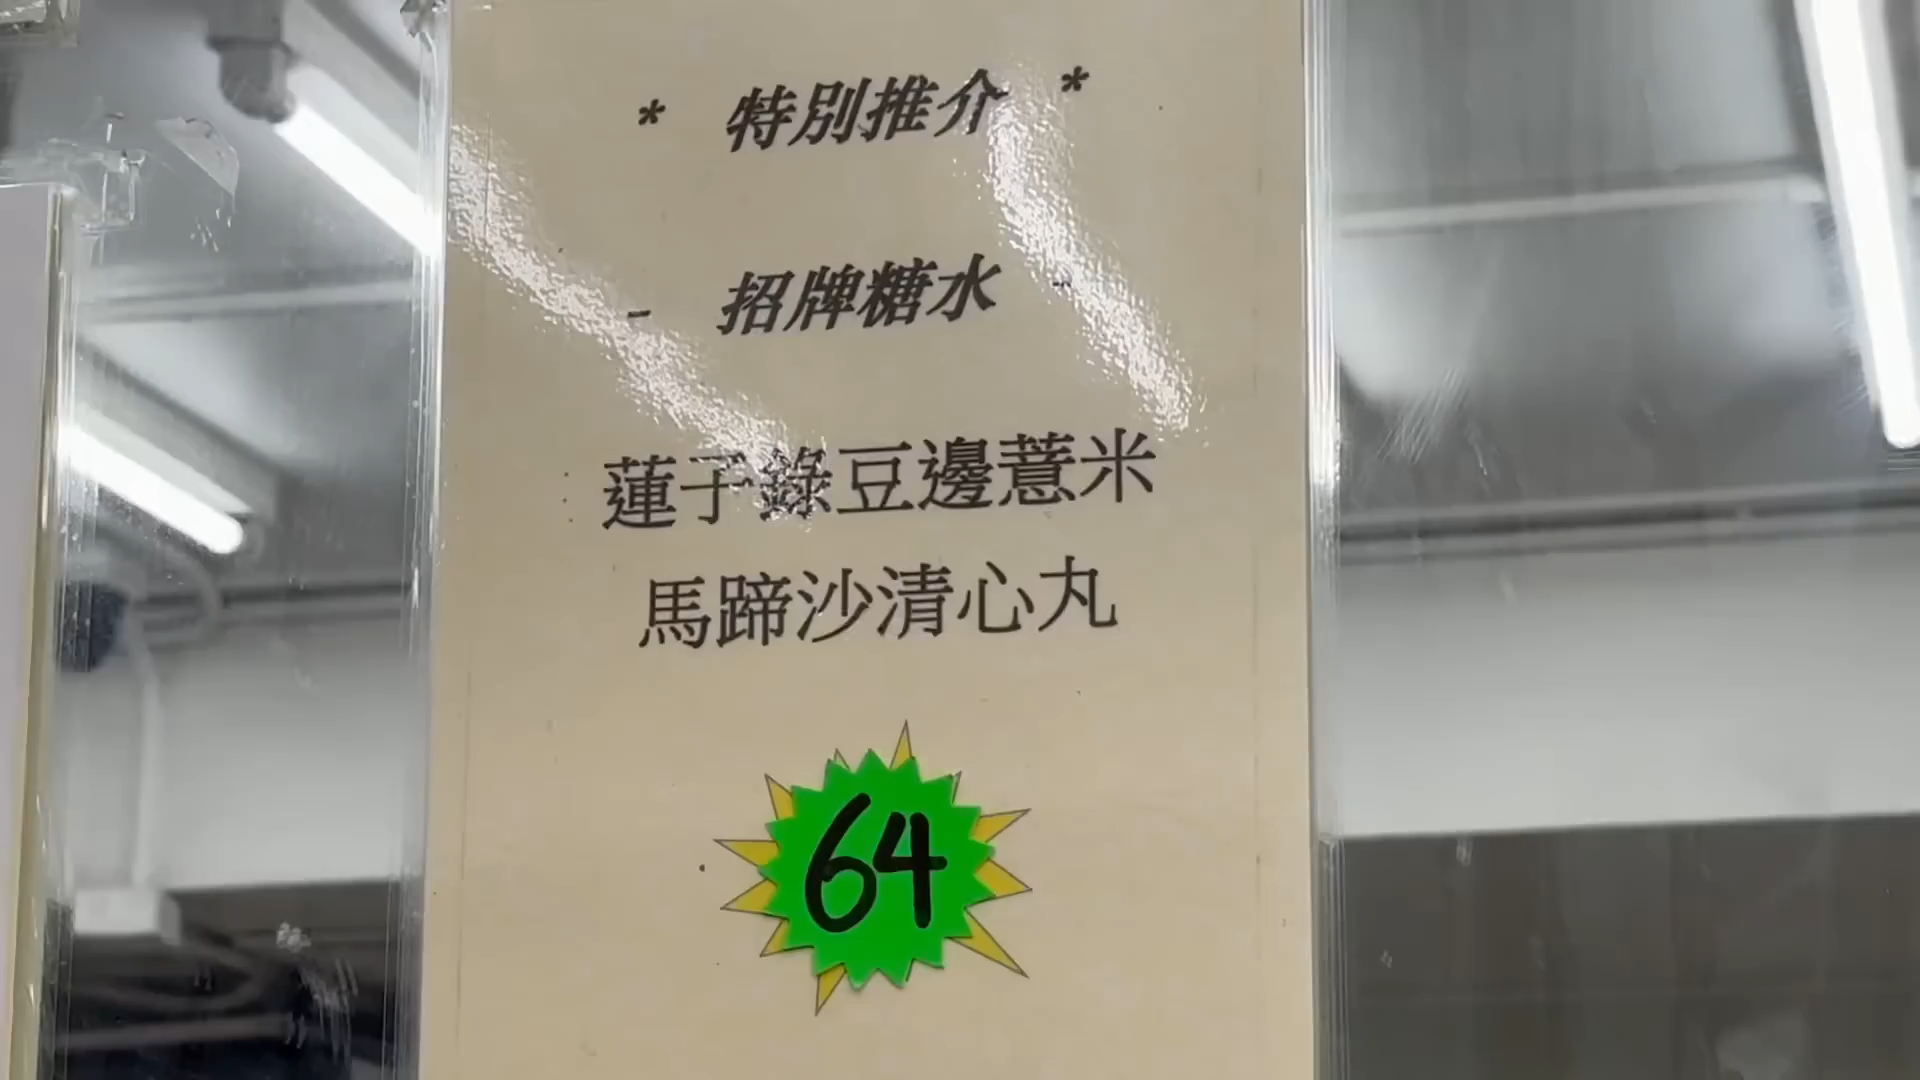 * 特別推介 *
- 招牌糖水 -
蓮子錄豆邊薏米
馬蹄沙清心丸
64